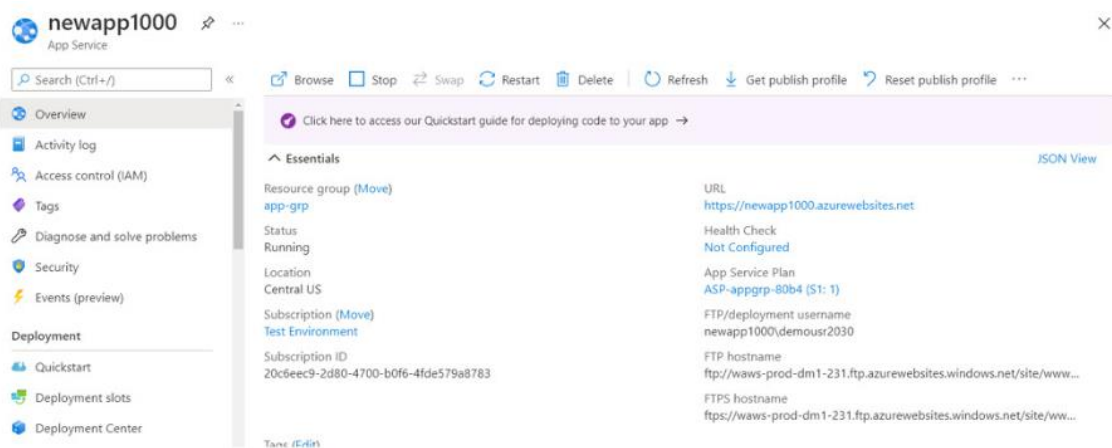 newapp1000 ...
App Service
Search (Ctrl+/)
«
Browse Stop Swap Restart Delete Refresh Get publish profile Reset publish profile ...
Overview
Activity log
Access control (IAM)
Tags
Diagnose and solve problems
Security
Events (preview)
Deployment
Quickstart
Deployment slots
Deployment Center
Click here to access our Quickstart guide for deploying code to your app →
Essentials
JSON View
Resource group (Move)
app-grp
Status
Running
Location
Central US
Subscription (Move)
Test Environment
Subscription ID
20c6eec9-2d80-4700-b0f6-4fde579a8783
URL
https://newapp1000.azurewebsites.net
Health Check
Not Configured
App Service Plan
ASP-appgrp-80b4 (S1: 1)
FTP/deployment username
newapp1000\demousr2030
FTP hostname
ftp://waws-prod-dm1-231.ftp.azurewebsites.windows.net/site/www...
FTPS hostname
ftps://waws-prod-dm1-231.ftp.azurewebsites.windows.net/site/ww...
Tags (Edit)